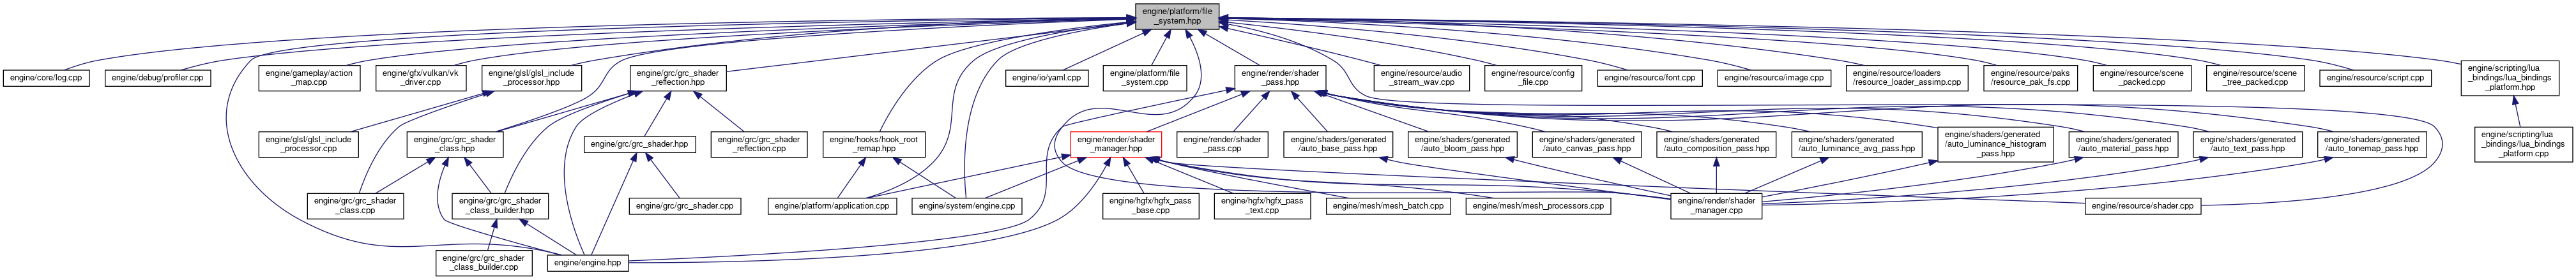 engine/platform/file
_system.hpp
engine/core/log.cpp
engine/debug/profiler.cpp
engine/gameplay/action
_map.cpp
engine/gfx/vulkan/vk
_driver.cpp
engine/glsl/glsl_include
_processor.hpp
engine/grc/grc_shader
_reflection.hpp
engine/io/yaml.cpp
engine/platform/file
_system.cpp
engine/render/shader
_pass.hpp
engine/resource/audio
_stream_wav.cpp
engine/resource/config
_file.cpp
engine/resource/font.cpp
engine/resource/image.cpp
engine/resource/loaders
/resource_loader_assimp.cpp
engine/resource/paks
/resource_pak_fs.cpp
engine/resource/scene
_packed.cpp
engine/resource/scene
_tree_packed.cpp
engine/resource/script.cpp
engine/scripting/lua
_bindings/lua_bindings
_platform.hpp
engine/glsl/glsl_include
_processor.cpp
engine/grc/grc_shader
_class.hpp
engine/grc/grc_shader.hpp
engine/grc/grc_shader
_reflection.cpp
engine/hooks/hook_root
_remap.hpp
engine/render/shader
_manager.hpp
engine/render/shader
_pass.cpp
engine/shaders/generated
/auto_base_pass.hpp
engine/shaders/generated
/auto_bloom_pass.hpp
engine/shaders/generated
/auto_canvas_pass.hpp
engine/shaders/generated
/auto_composition_pass.hpp
engine/shaders/generated
/auto_luminance_avg_pass.hpp
engine/shaders/generated
/auto_luminance_histogram
_pass.hpp
engine/shaders/generated
/auto_material_pass.hpp
engine/shaders/generated
/auto_text_pass.hpp
engine/shaders/generated
/auto_tonemap_pass.hpp
engine/scripting/lua
_bindings/lua_bindings
_platform.cpp
engine/grc/grc_shader
_class.cpp
engine/grc/grc_shader
_class_builder.hpp
engine/grc/grc_shader.cpp
engine/platform/application.cpp
engine/system/engine.cpp
engine/hgfx/hgfx_pass
_base.cpp
engine/hgfx/hgfx_pass
_text.cpp
engine/mesh/mesh_batch.cpp
engine/mesh/mesh_processors.cpp
engine/render/shader
_manager.cpp
engine/resource/shader.cpp
engine/grc/grc_shader
_class_builder.cpp
engine/engine.hpp